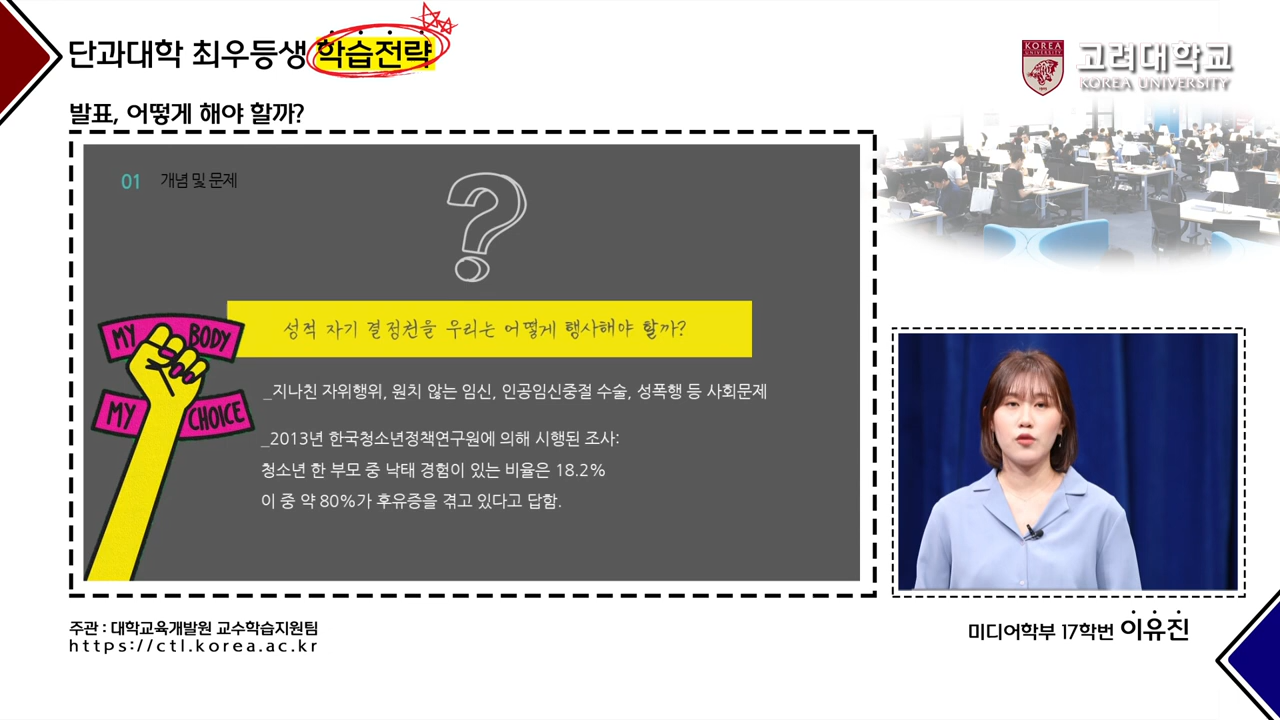 단과대학 최우등생 학습전략
KOREA
UNIVERSITY
고려대학교
KOREA UNIVERSITY
발표, 어떻게 해야 할까?
01 개념 및 문제
성적 자기 결정권을 우리는 어떻게 행사해야 할까?
MY BODY
MY CHOICE
_지나친 자위행위, 원치 않는 임신, 인공임신중절 수술, 성폭행 등 사회문제
_2013년 한국청소년정책연구원에 의해 시행된 조사:
청소년 한 부모 중 낙태 경험이 있는 비율은 18.2%
이 중 약 80%가 후유증을 겪고 있다고 답함.
주관 : 대학교육개발원 교수학습지원팀
https://ctl.korea.ac.kr
미디어학부 17학번 이유진